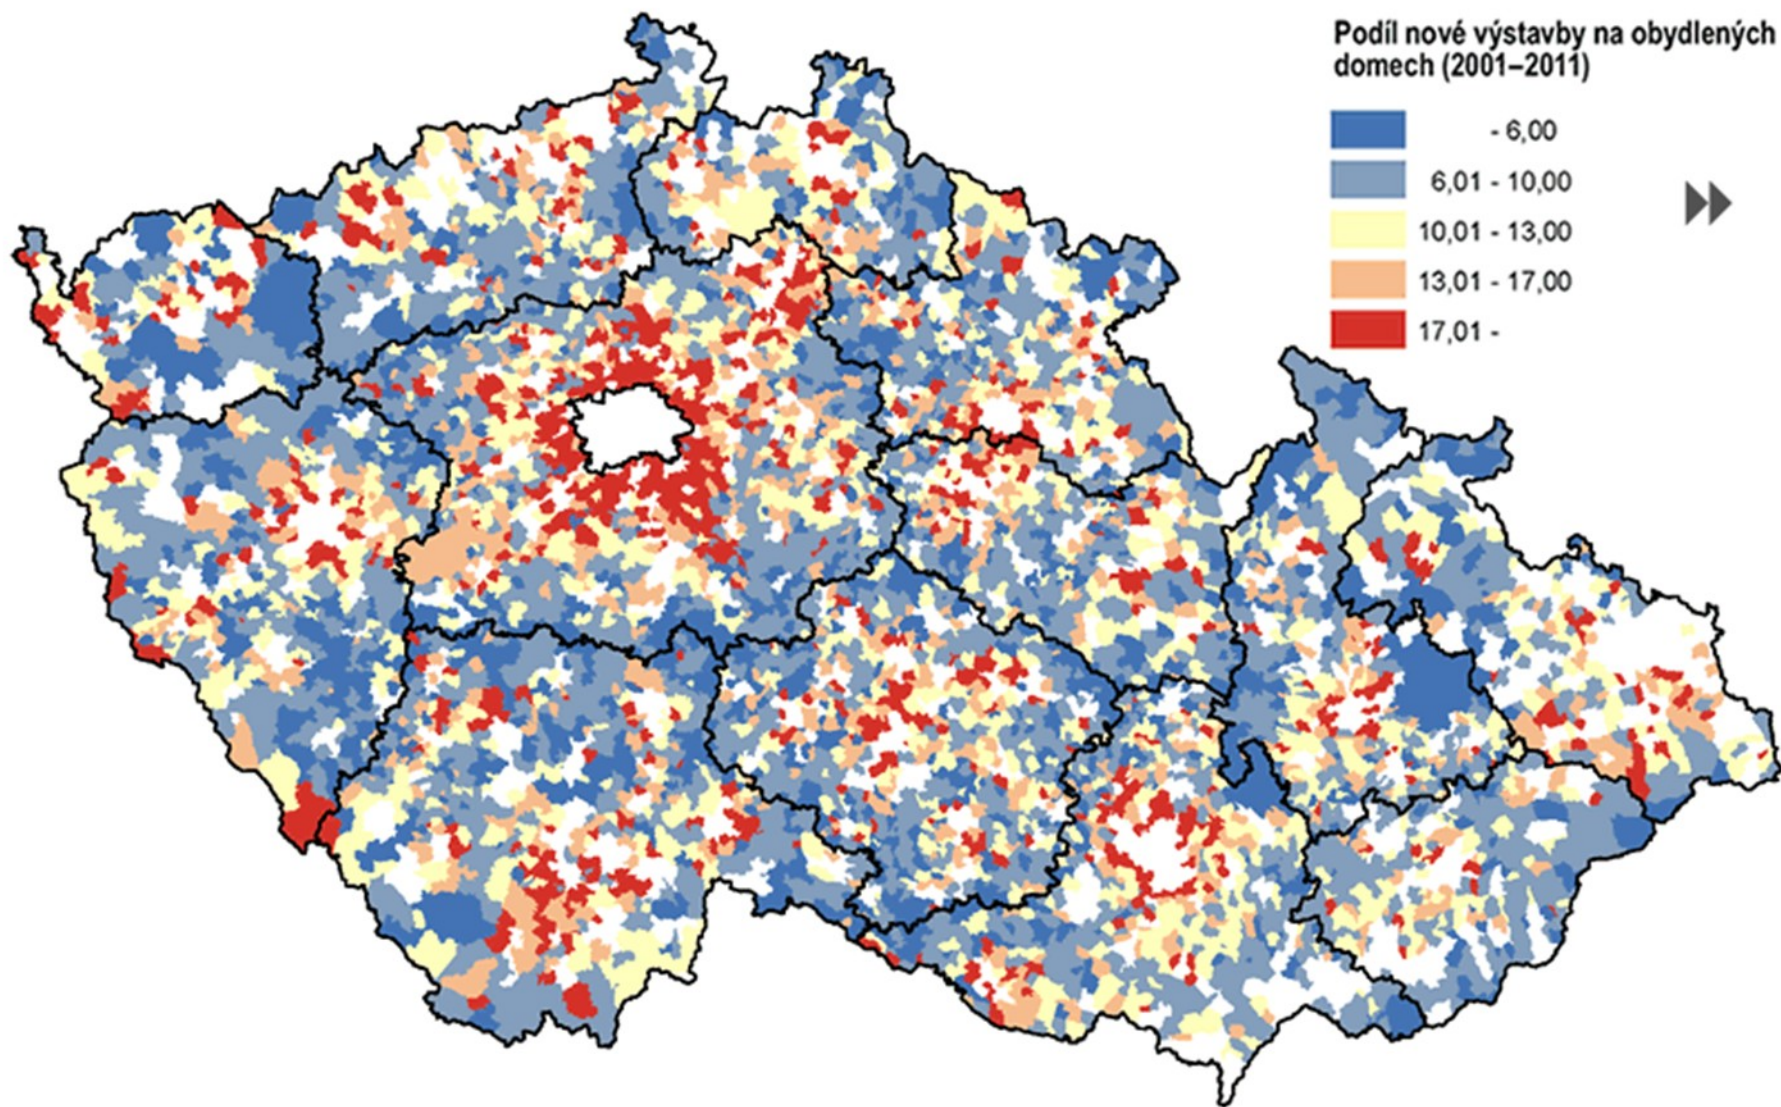 Podíl nové výstavby na obydlených
domech (2001–2011)
- 6,00
6,01 - 10,00
10,01 - 13,00
13,01 - 17,00
17,01 -